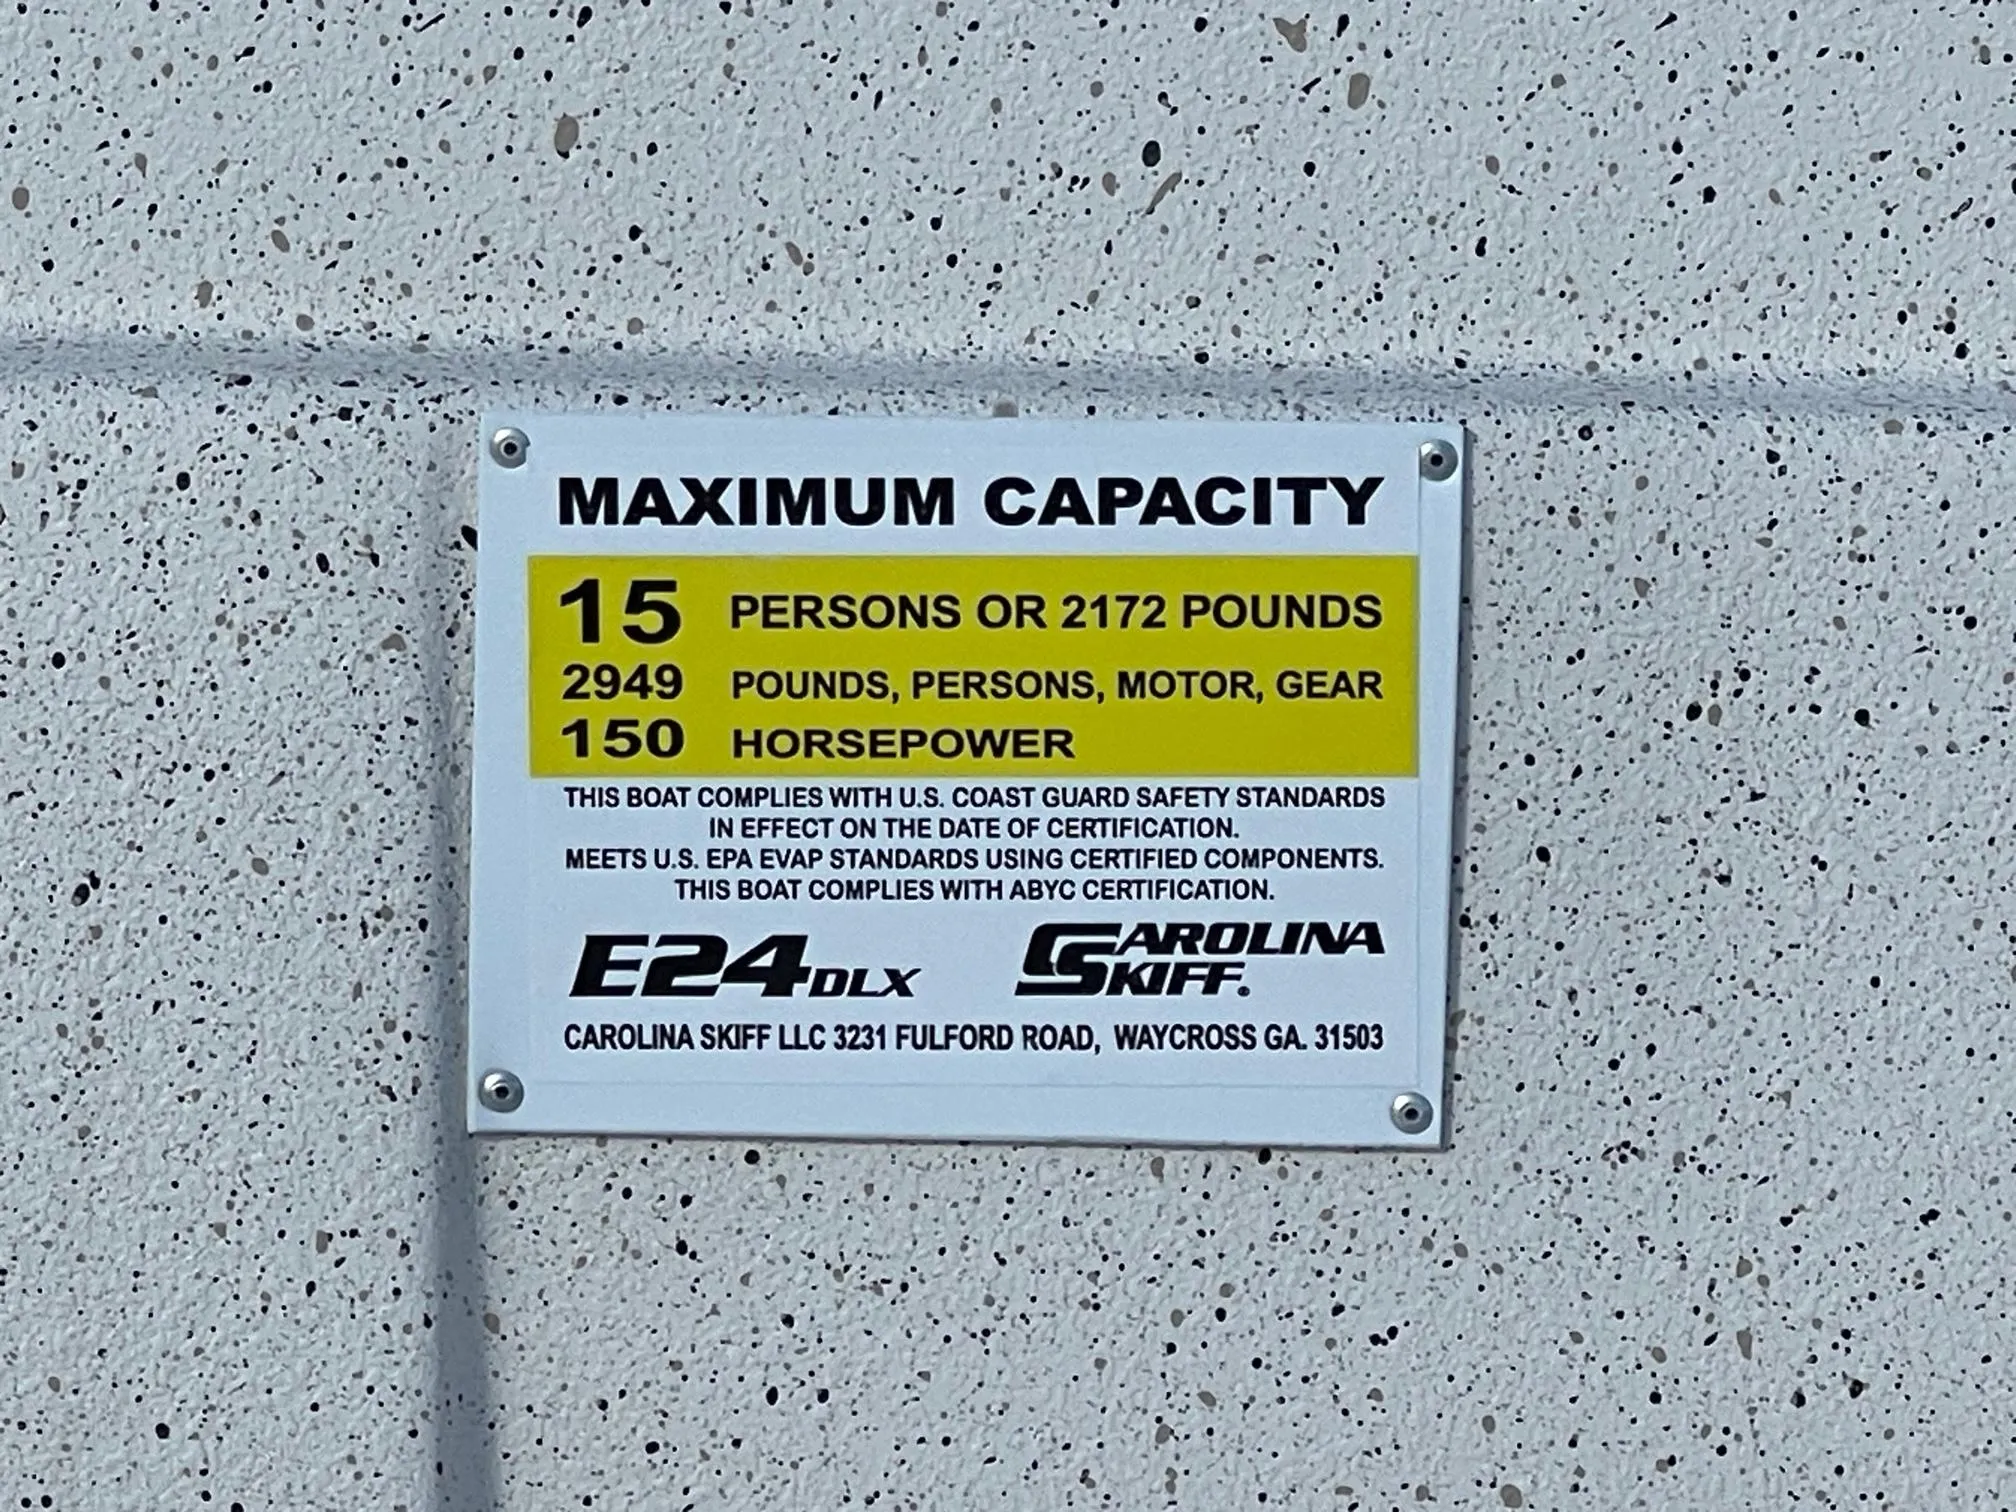 MAXIMUM CAPACITY
15 PERSONS OR 2172 POUNDS
2949 POUNDS, PERSONS, MOTOR, GEAR
150 HORSEPOWER
THIS BOAT COMPLIES WITH U.S. COAST GUARD SAFETY STANDARDS
IN EFFECT ON THE DATE OF CERTIFICATION.
MEETS U.S. EPA EVAP STANDARDS USING CERTIFIED COMPONENTS.
THIS BOAT COMPLIES WITH ABYC CERTIFICATION.
E24DLX
CAROLINA
SKIFF®
CAROLINA SKIFF LLC 3231 FULFORD ROAD, WAYCROSS GA. 31503